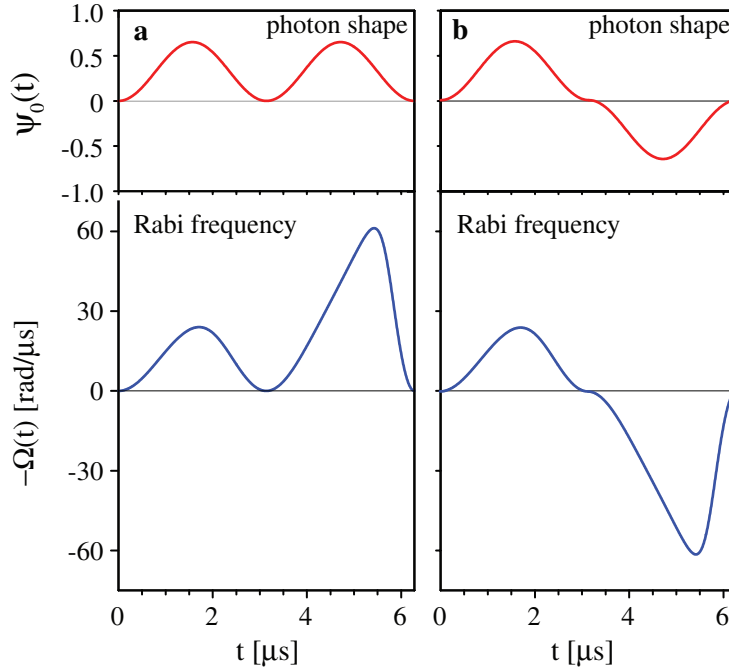 a photon shape
b photon shape
1.0
0.5
0
-0.5
-1.0
ψ₀(t)
Rabi frequency
Rabi frequency
60
30
0
-30
-60
−Ω(t) [rad/μs]
0 2 4 6
0 2 4 6
t [μs]
t [μs]